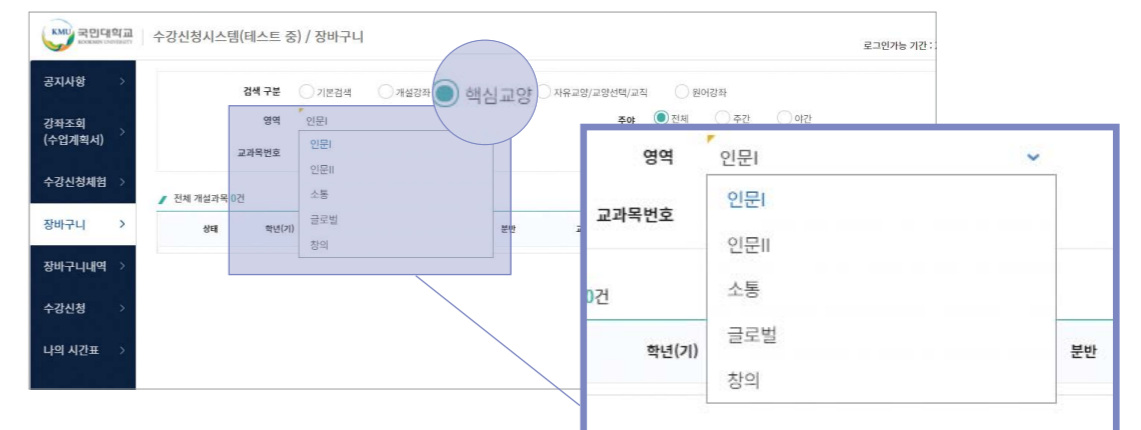 KMU 국민대학교
KOOKMIN UNIVERSITY
수강신청시스템(테스트 중) / 장바구니
로그인가능 기간 :
공지사항
강좌조회
(수업계획서)
수강신청체험
장바구니
장바구니내역
수강신청
나의 시간표
검색 구분 기본검색 개설강좌 핵심교양 자유교양/교양선택/교직 원어강좌
영역 인문I 주야 전체 주간 야간
인문I
교과목번호
인문II
소통
글로벌
창의
전체 개설과목 0건
상태 학년(기) 분반
영역 인문I
인문I
교과목번호
인문II
소통
0건
글로벌
학년(기) 분반
창의